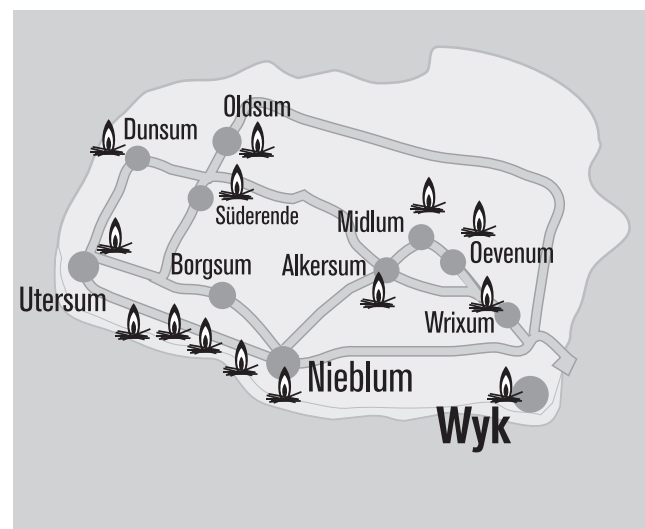 Oldsum
Dunsum
Süderende
Midlum
Oevenum
Borgsum
Alkersum
Utersum
Wrixum
Nieblum
Wyk